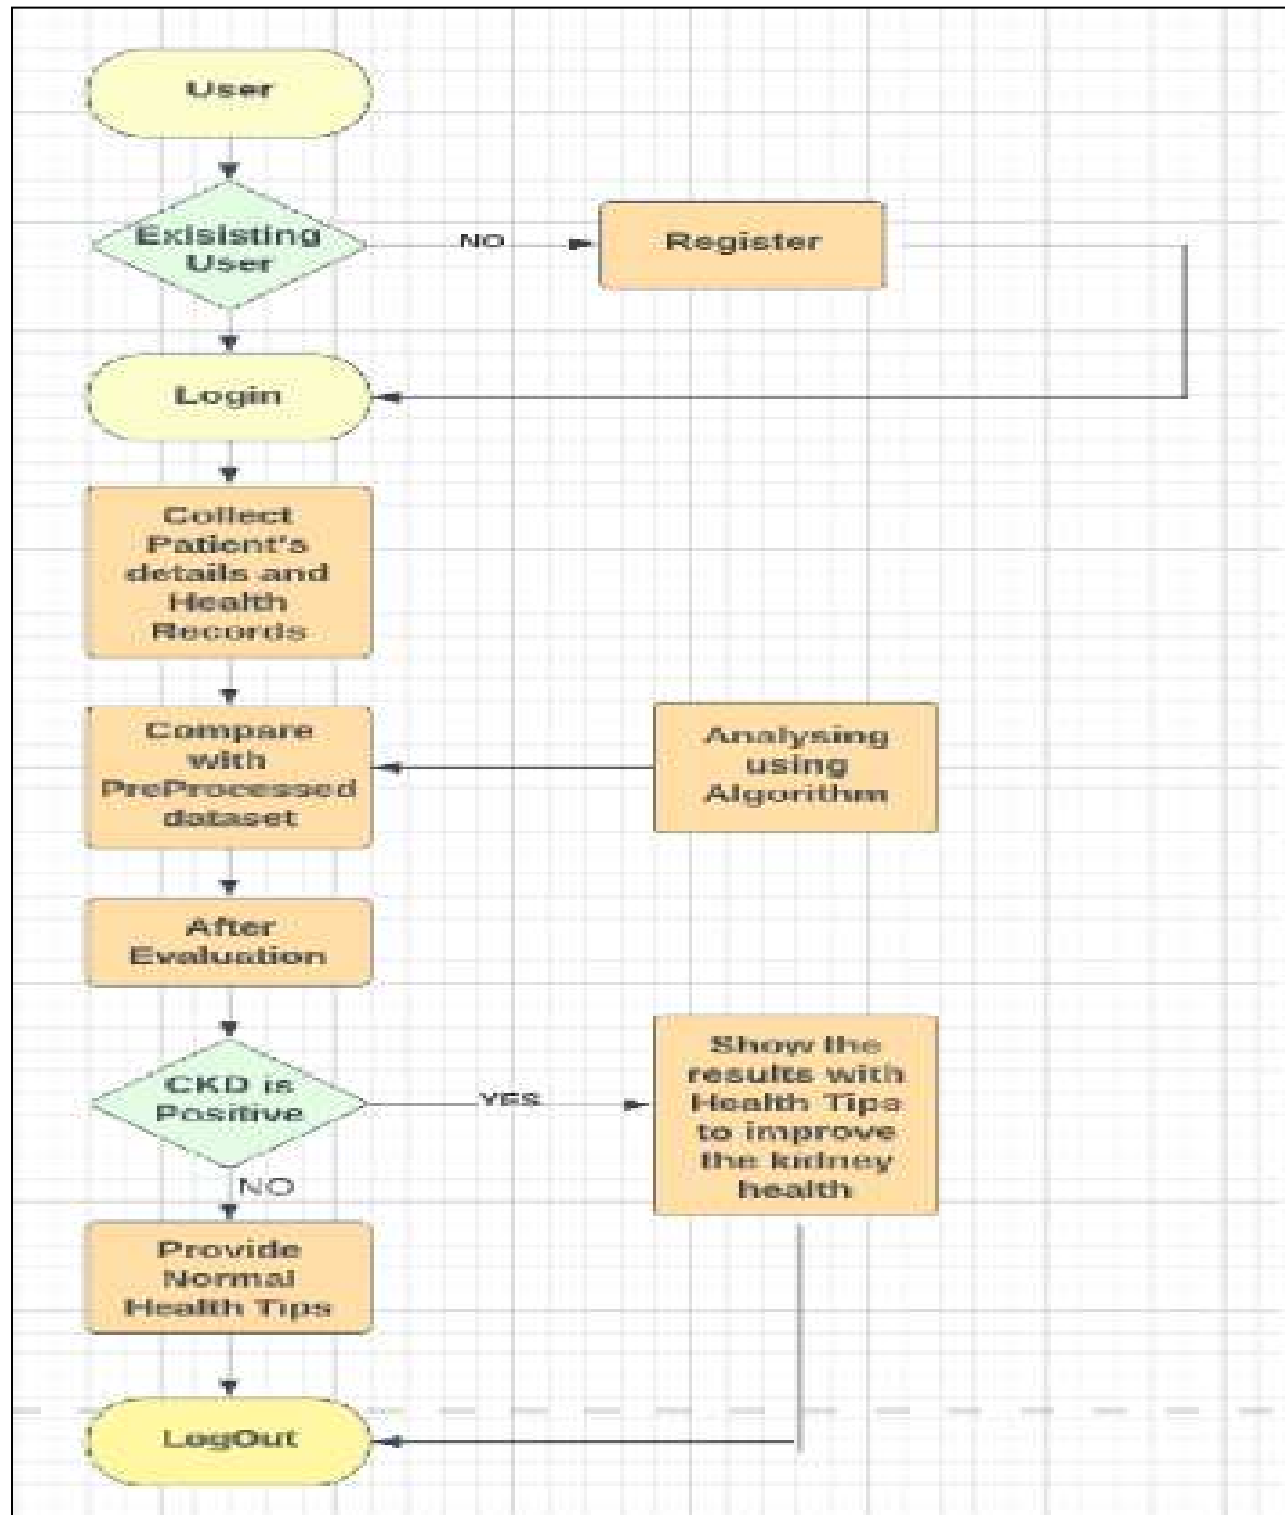 User
Exisisting
User
NO
Register
Login
Collect
Patient's
details and
Health
Records
Compare
with
PreProcessed
dataset
Analysing
using
Algorithm
After
Evaluation
CKD is
Positive
YES
Show the
results with
Health Tips
to improve
the kidney
health
NO
Provide
Normal
Health Tips
LogOut